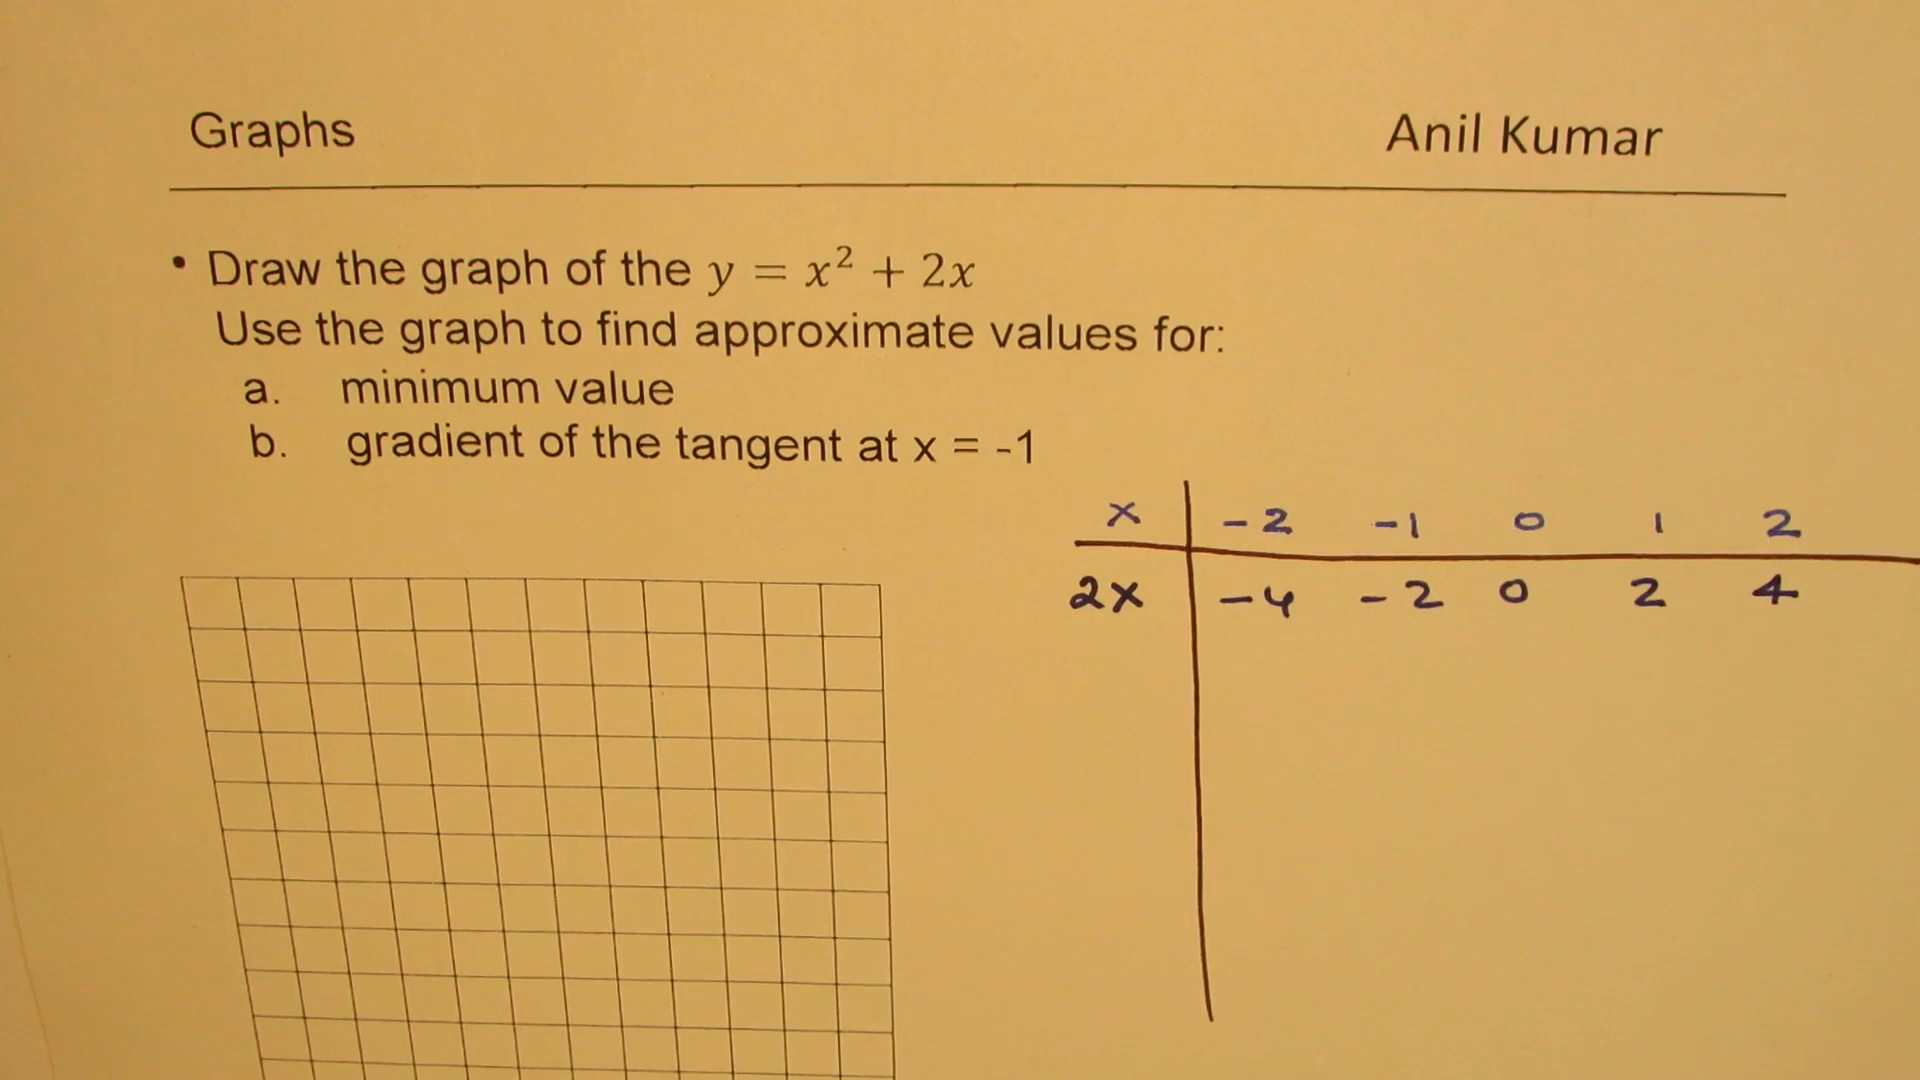 Graphs Anil Kumar
• Draw the graph of the y = x² + 2x
Use the graph to find approximate values for:
a. minimum value
b. gradient of the tangent at x = -1
x -2 -1 0 1 2
2x -4 -2 0 2 4